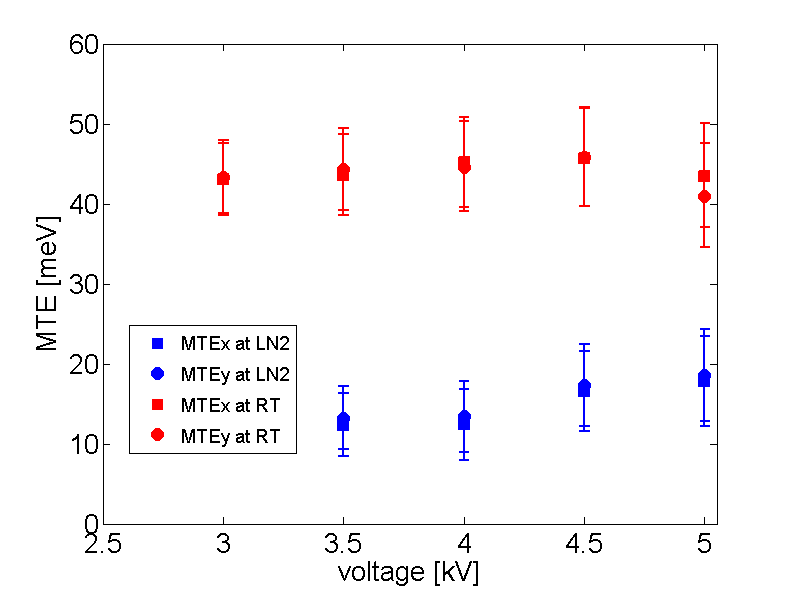 60
50
40
30
20
10
0
MTE [meV]
MTEx at LN2
MTEy at LN2
MTEx at RT
MTEy at RT
2.5 3 3.5 4 4.5 5
voltage [kV]